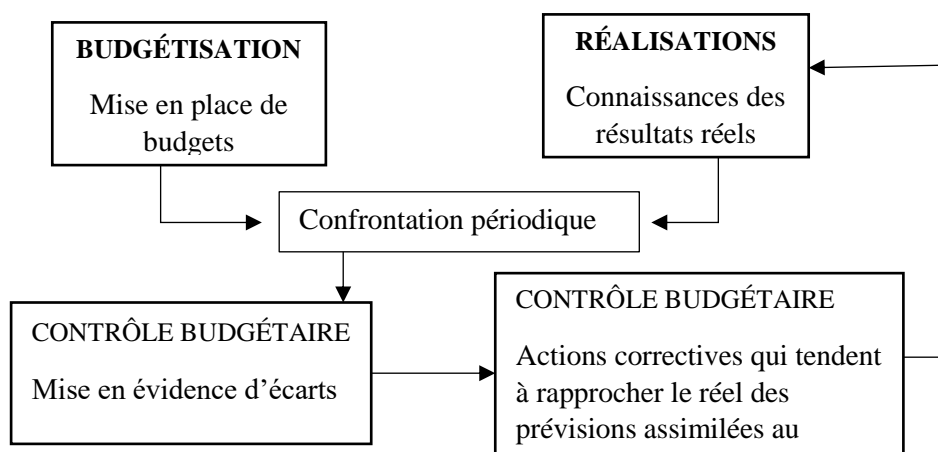 BUDGÉTISATION
Mise en place de
budgets
RÉALISATIONS
Connaissances des
résultats réels
Confrontation périodique
CONTRÔLE BUDGÉTAIRE
Mise en évidence d’écarts
CONTRÔLE BUDGÉTAIRE
Actions correctives qui tendent
à rapprocher le réel des
prévisions assimilées au